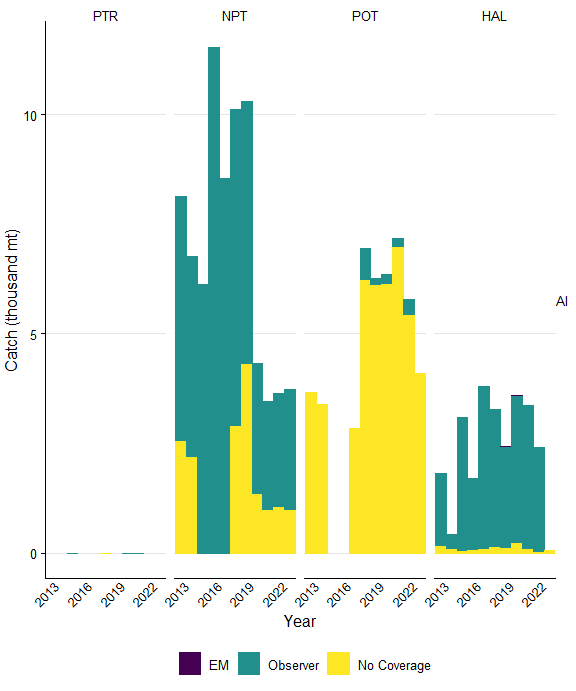 PTR NPT POT HAL
10
5
0
Catch (thousand mt)
AI
2013 2016 2019 2022 2013 2016 2019 2022 2013 2016 2019 2022 2013 2016 2019 2022
Year
EM Observer No Coverage